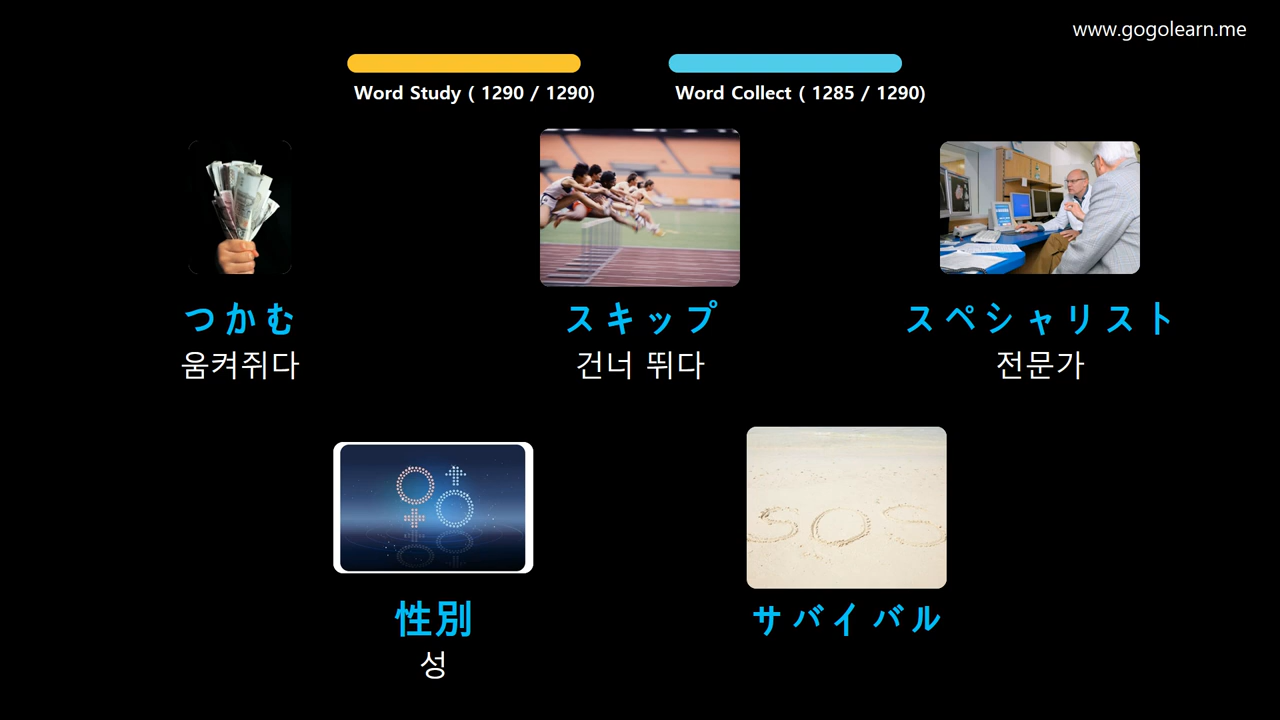 www.gogolearn.me
Word Study ( 1290 / 1290)
Word Collect ( 1285 / 1290)
つかむ
움켜쥐다
スキップ
건너 뛰다
スペシャリスト
전문가
性別
성
SOS
サバイバル